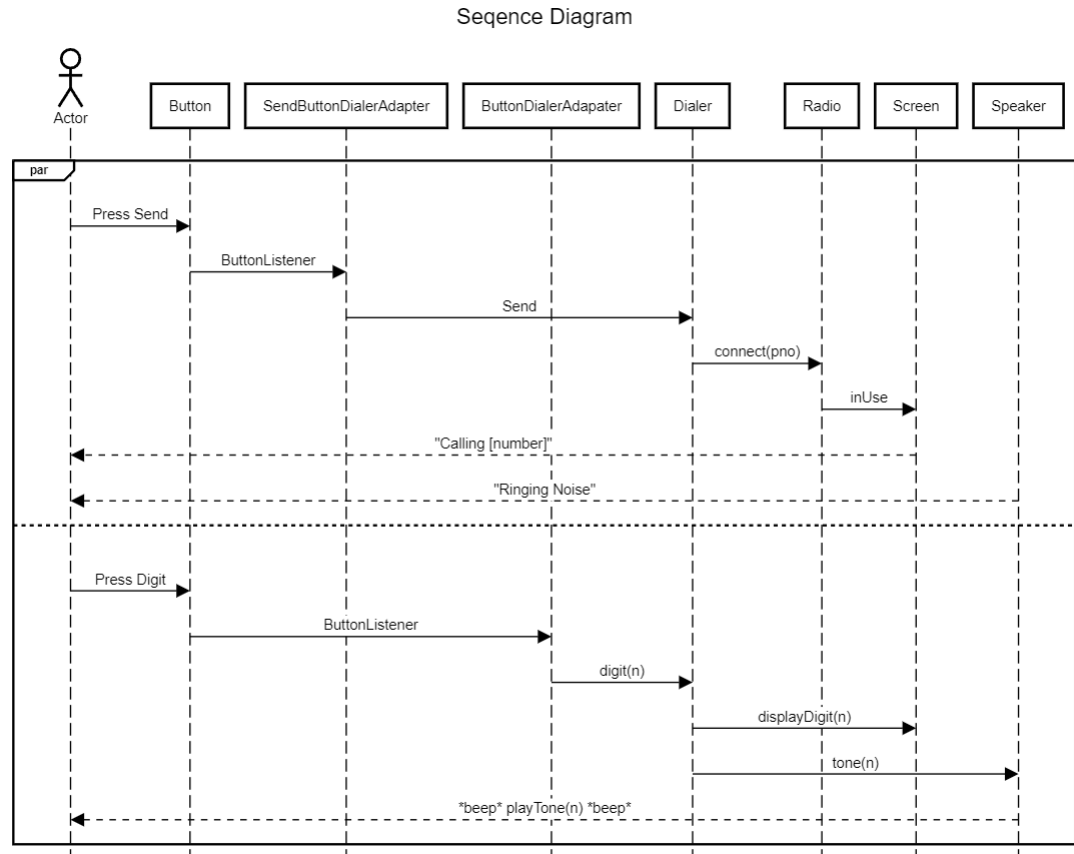 Seqence Diagram
Actor
Button
SendButtonDialerAdapter
ButtonDialerAdapater
Dialer
Radio
Screen
Speaker
par
Press Send
ButtonListener
Send
connect(pno)
inUse
"Calling [number]"
"Ringing Noise"
Press Digit
ButtonListener
digit(n)
displayDigit(n)
tone(n)
*beep* playTone(n) *beep*